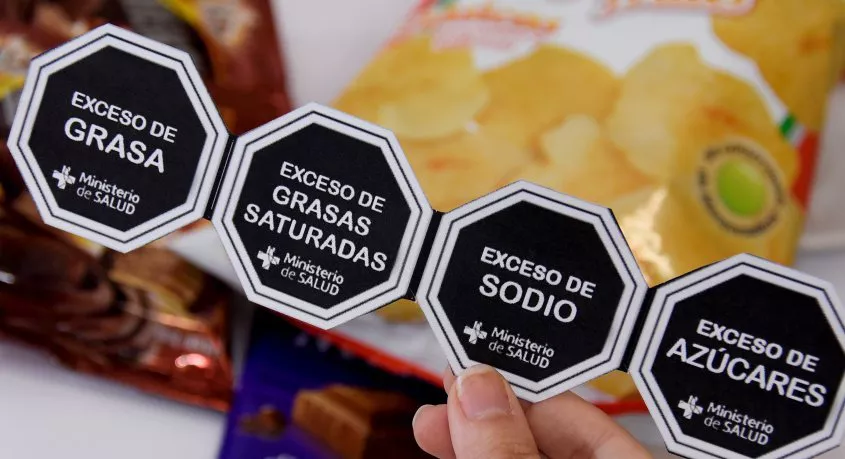 EXCESO DE
GRASA
Ministerio
de SALUD
EXCESO DE
GRASAS
SATURADAS
Ministerio
de SALUD
EXCESO DE
SODIO
Ministerio
de SALUD
EXCESO DE
AZÚCARES
Ministerio
de SALUD